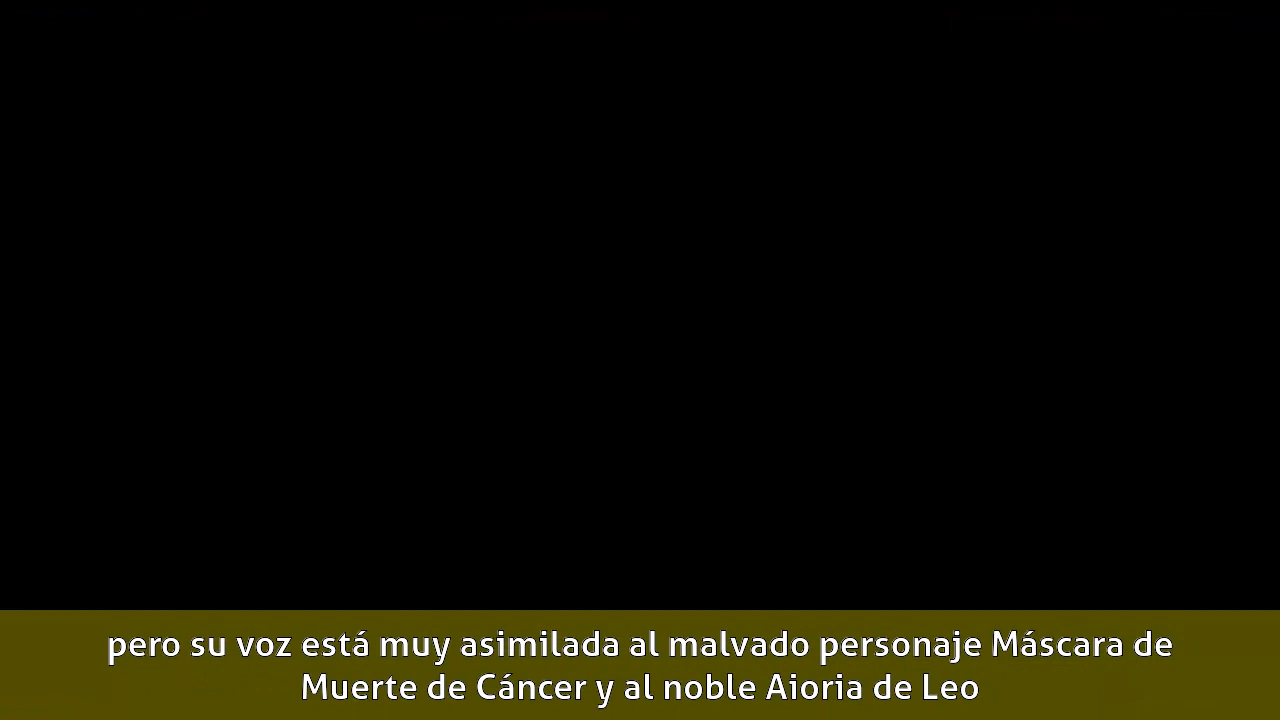 pero su voz está muy asimilada al malvado personaje Máscara de
Muerte de Cáncer y al noble Aioria de Leo